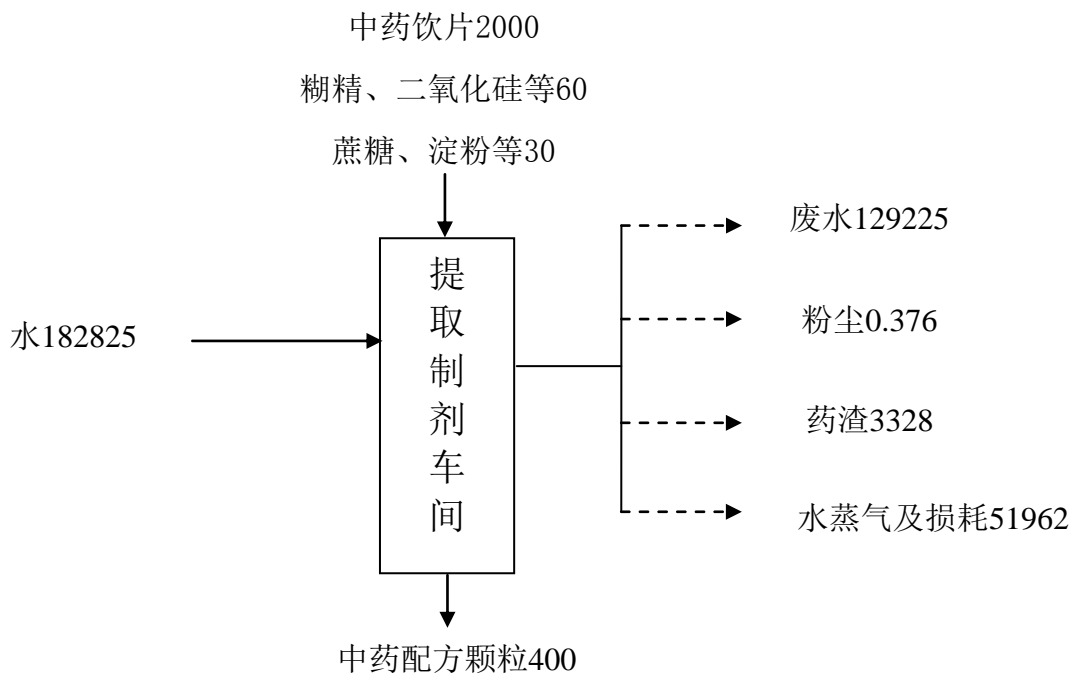 中药饮片2000
糊精、二氧化硅等60
蔗糖、淀粉等30
水182825
提取制剂车间
废水129225
粉尘0.376
药渣3328
水蒸气及损耗51962
中药配方颗粒400